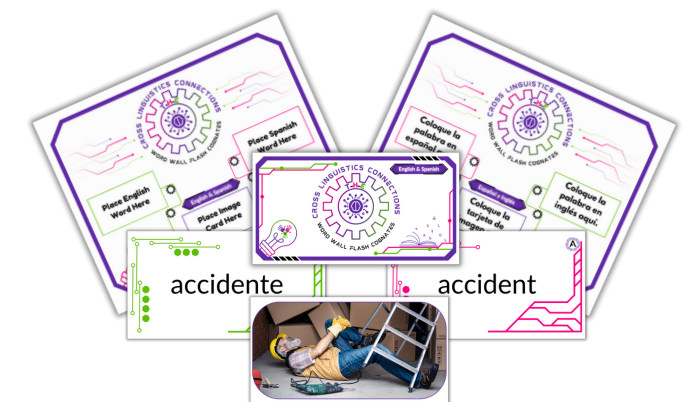 CROSS LINGUISTICS CONNECTIONS
WORD WALL FLASH COGNATES
Place Spanish
Word Here
Place English
Word Here
English & Spanish
Place Image
Card Here
CROSS LINGUISTICS CONNECTIONS
WORD WALL FLASH COGNATES
Coloque la
palabra en
español
Español e Inglés
Coloque la
palabra en
inglés aquí.
Coloque la
tarjeta de
English & Spanish
CROSS LINGUISTICS CONNECTIONS
WORD WALL FLASH COGNATES
accidente
A
accident